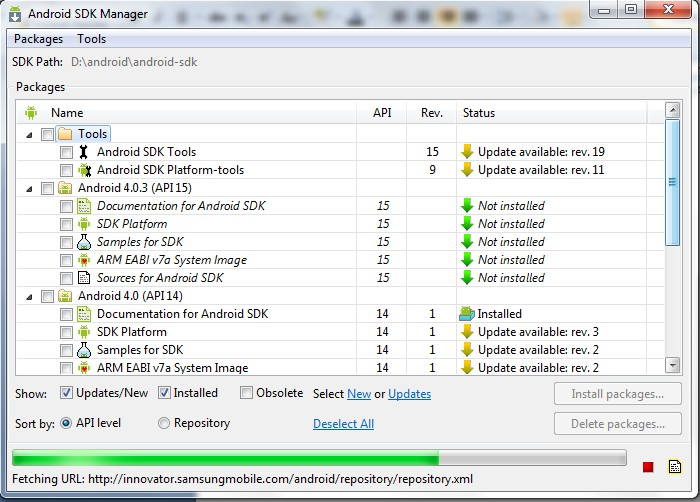 Android SDK Manager
Packages Tools
SDK Path: D:\android\android-sdk
Packages
Name API Rev. Status
Tools
Android SDK Tools 15 Update available: rev. 19
Android SDK Platform-tools 9 Update available: rev. 11
Android 4.0.3 (API 15)
Documentation for Android SDK 15 Not installed
SDK Platform 15 Not installed
Samples for SDK 15 Not installed
ARM EABI v7a System Image 15 Not installed
Sources for Android SDK 15 Not installed
Android 4.0 (API 14)
Documentation for Android SDK 14 1 Installed
SDK Platform 14 1 Update available: rev. 3
Samples for SDK 14 1 Update available: rev. 2
ARM EABI v7a System Image 14 1 Update available: rev. 2
Show: Updates/New Installed Obsolete Select New or Updates Install packages...
Sort by: API level Repository Deselect All Delete packages...
Fetching URL: http://innovator.samsungmobile.com/android/repository/repository.xml